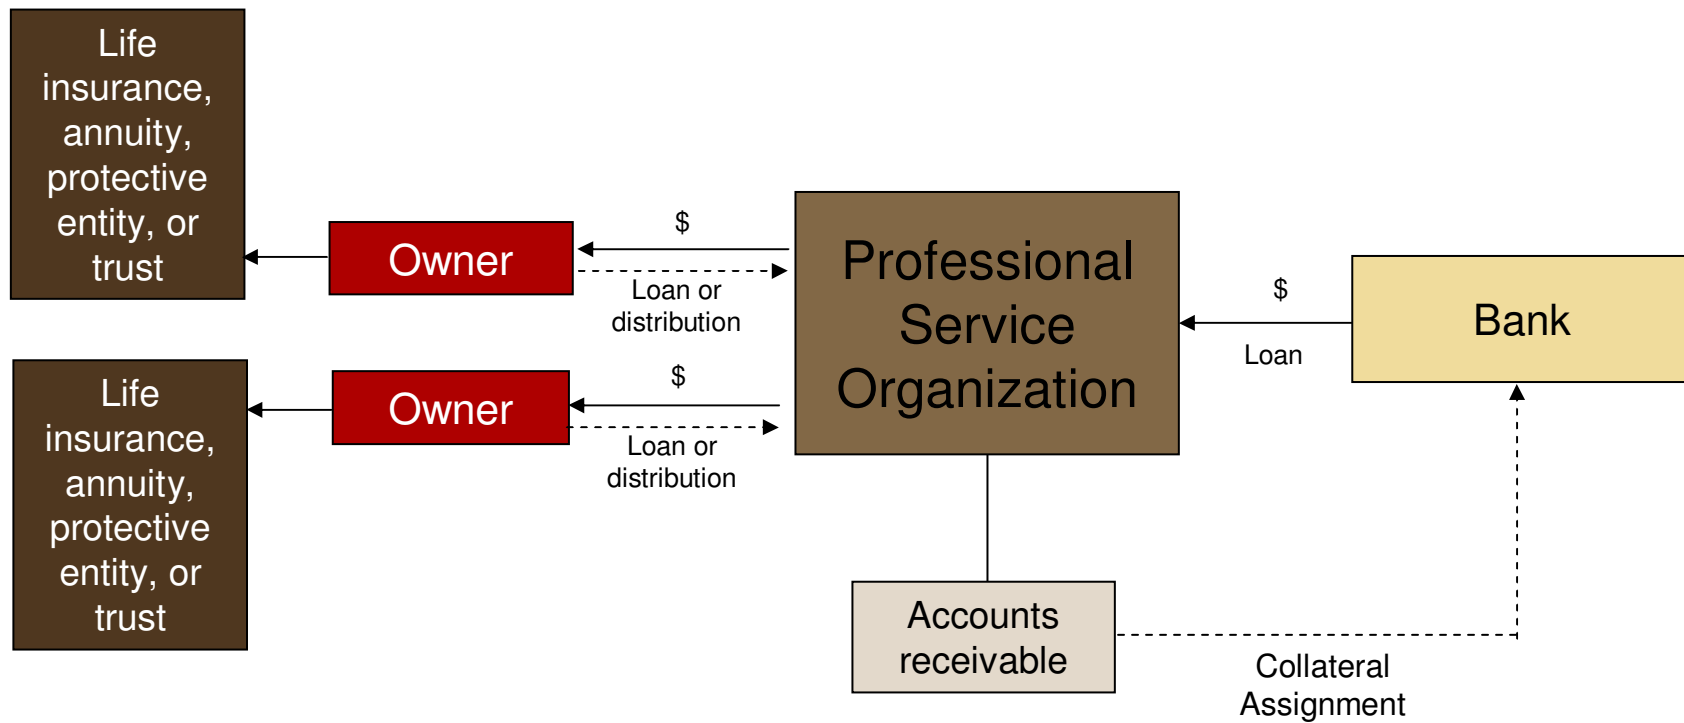 Life
insurance,
annuity,
protective
entity, or
trust
Owner
$
Loan or
distribution
Professional
Service
Organization
$
Loan
Bank
Life
insurance,
annuity,
protective
entity, or
trust
Owner
$
Loan or
distribution
Accounts
receivable
Collateral
Assignment